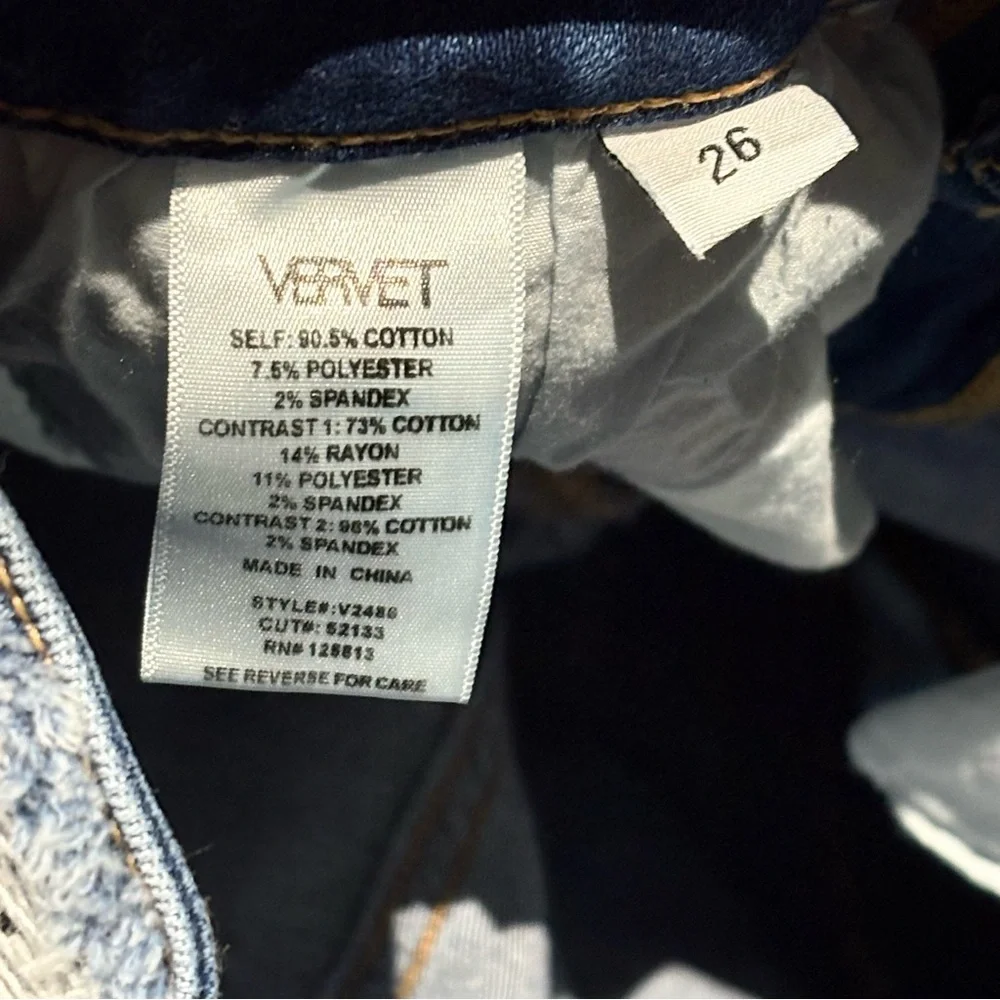 26
VERVET
SELF: 90.5% COTTON
7.5% POLYESTER
2% SPANDEX
CONTRAST 1: 73% COTTON
14% RAYON
11% POLYESTER
2% SPANDEX
CONTRAST 2: 98% COTTON
2% SPANDEX
MADE IN CHINA
STYLE#:V2486
CUT#: 52133
RN# 125813
SEE REVERSE FOR CARE